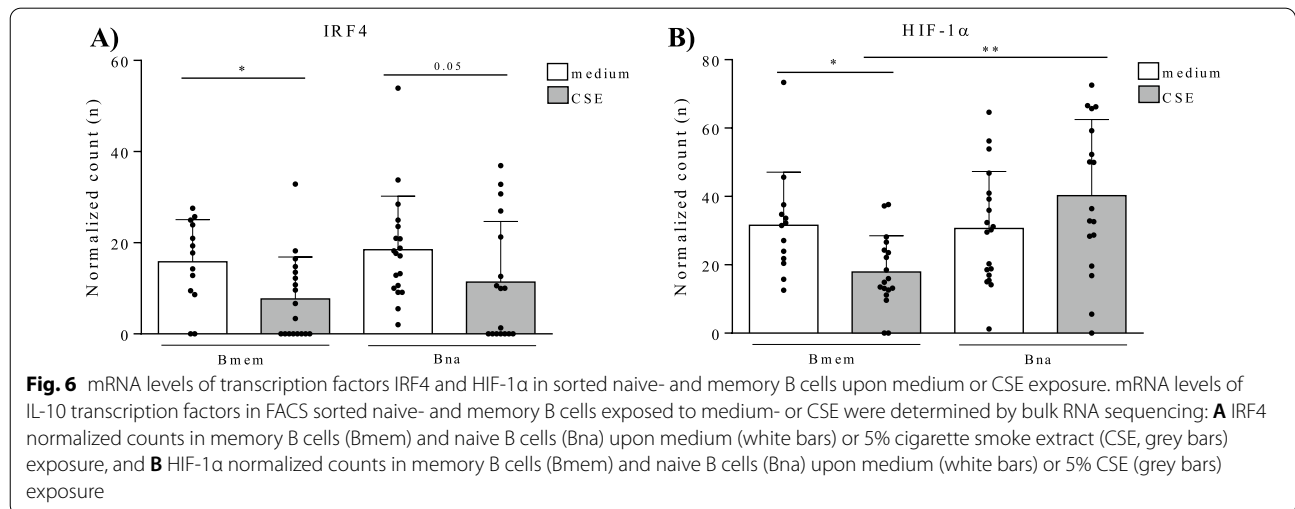 A)
IRF4
60
40
20
0
Normalized count (n)
*
0.05
medium
CSE
Bmem
Bna
B)
HIF-1α
80
60
40
20
0
Normalized count (n)
*
**
medium
CSE
Bmem
Bna
Fig. 6 mRNA levels of transcription factors IRF4 and HIF-1α in sorted naive- and memory B cells upon medium or CSE exposure. mRNA levels of
IL-10 transcription factors in FACS sorted naive- and memory B cells exposed to medium- or CSE were determined by bulk RNA sequencing: A IRF4
normalized counts in memory B cells (Bmem) and naive B cells (Bna) upon medium (white bars) or 5% cigarette smoke extract (CSE, grey bars)
exposure, and B HIF-1α normalized counts in memory B cells (Bmem) and naive B cells (Bna) upon medium (white bars) or 5% CSE (grey bars)
exposure